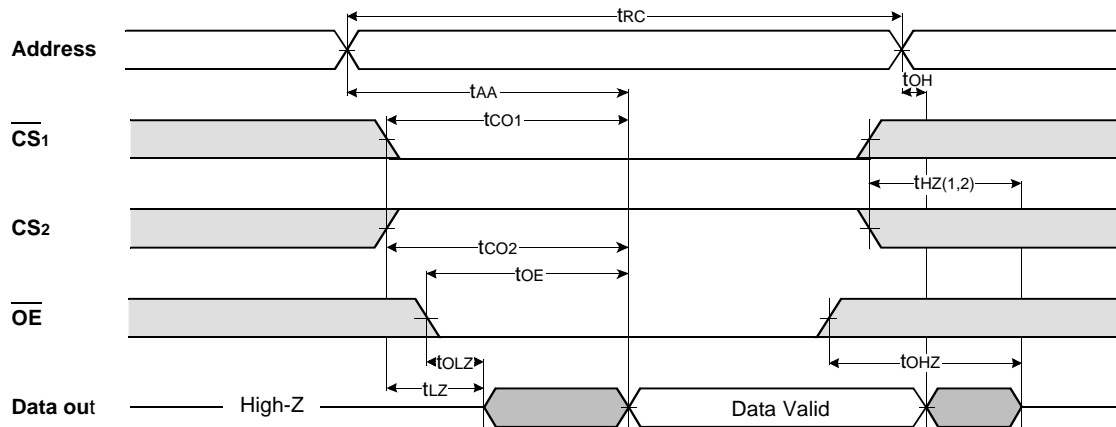 tRC
Address
tOH
tAA
tCO1
CS1
tHZ(1,2)
CS2
tCO2
tOE
OE
tOLZ
tOHZ
tLZ
Data out High-Z Data Valid